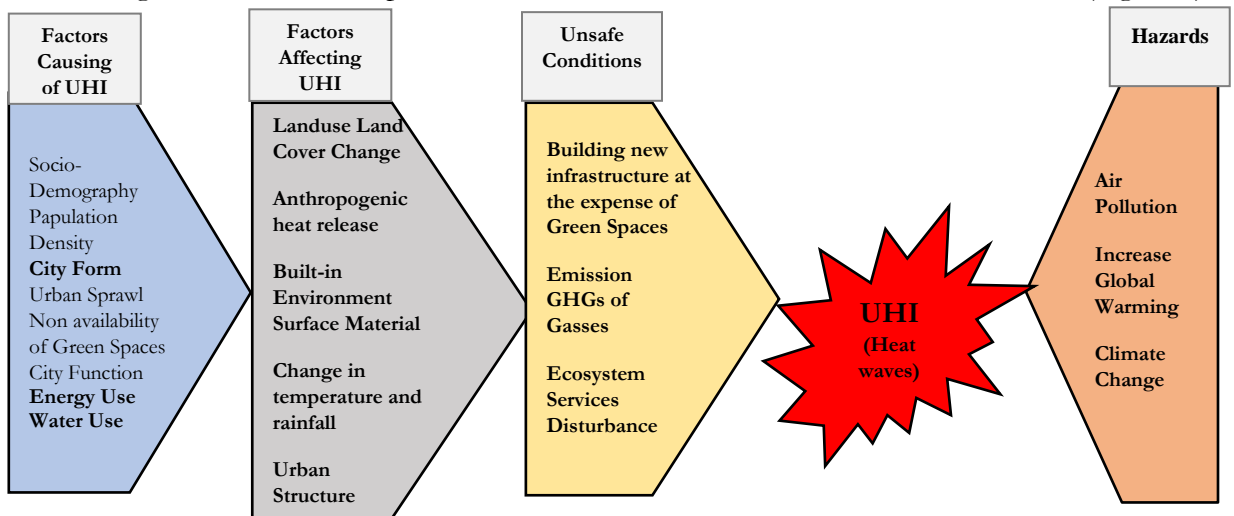 Factors
Causing
of UHI
Socio-
Demography
Papulation
Density
City Form
Urban Sprawl
Non availability
of Green Spaces
City Function
Energy Use
Water Use
Factors
Affecting
UHI
Landuse Land
Cover Change
Anthropogenic
heat release
Built-in
Environment
Surface Material
Change in
temperature and
rainfall
Urban
Structure
Unsafe
Conditions
Building new
infrastructure at
the expense of
Green Spaces
Emission
GHGs of
Gasses
Ecosystem
Services
Disturbance
UHI
(Heat
waves)
Hazards
Air
Pollution
Increase
Global
Warming
Climate
Change